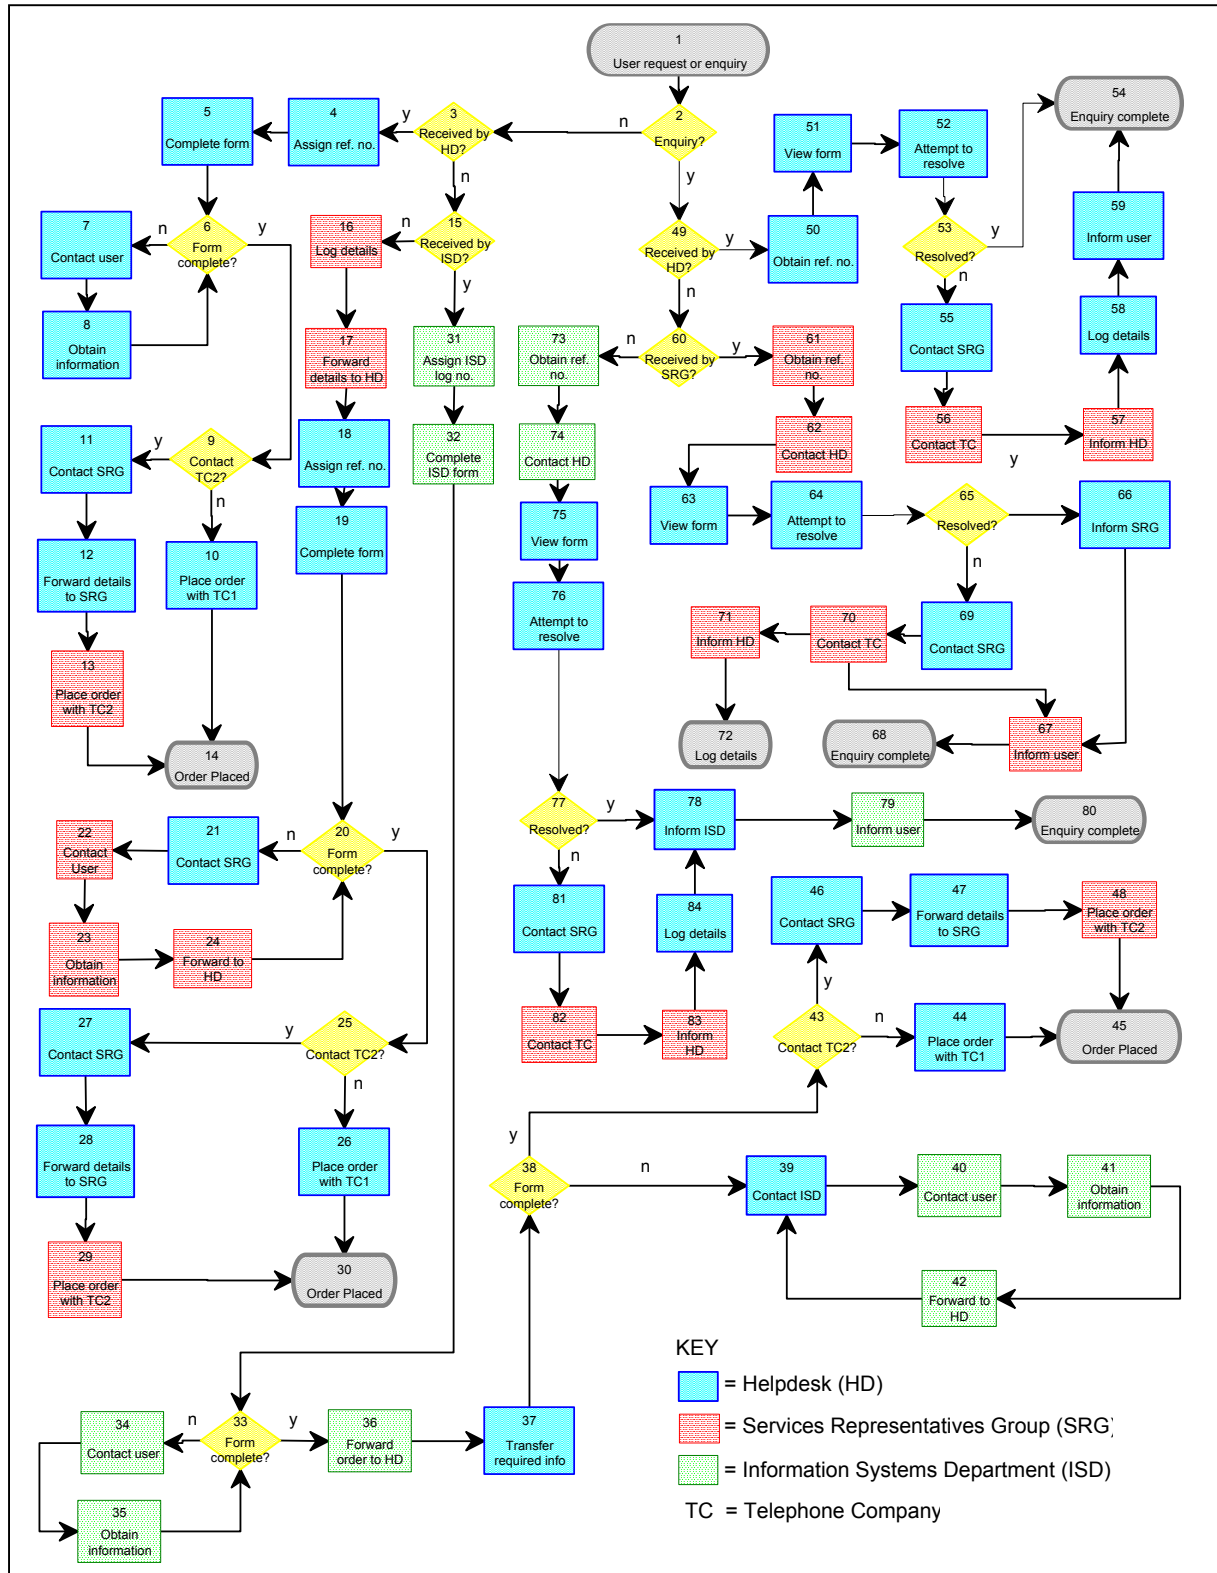 1
User request or enquiry
2
Enquiry?
n
y
3
Received by
HD?
y
n
4
Assign ref. no.
5
Complete form
6
Form
complete?
n
y
7
Contact user
8
Obtain
information
9
Contact
TC2?
y
n
10
Place order
with TC1
11
Contact SRG
12
Forward details
to SRG
13
Place order
with TC2
14
Order Placed
15
Received by
ISD?
n
y
16
Log details
17
Forward
details to HD
18
Assign ref. no.
19
Complete form
20
Form
complete?
n
y
21
Contact SRG
22
Contact
User
23
Obtain
information
24
Forward to
HD
25
Contact TC2?
y
n
26
Place order
with TC1
27
Contact SRG
28
Forward details
to SRG
29
Place order
with TC2
30
Order Placed
31
Assign ISD
log no.
32
Complete
ISD form
33
Form
complete?
n
y
34
Contact user
35
Obtain
information
36
Forward
order to HD
37
Transfer
required info
38
Form
complete?
y
n
39
Contact ISD
40
Contact user
41
Obtain
information
42
Forward to
HD
43
Contact TC2?
y
n
44
Place order
with TC1
45
Order Placed
46
Contact SRG
47
Forward details
to SRG
48
Place order
with TC2
49
Received by
HD?
y
n
50
Obtain ref. no.
51
View form
52
Attempt to
resolve
53
Resolved?
y
n
54
Enquiry complete
55
Contact SRG
56
Contact TC
57
Inform HD
58
Log details
59
Inform user
60
Received by
SRG?
n
y
61
Obtain ref.
no.
62
Contact HD
63
View form
64
Attempt to
resolve
65
Resolved?
y
n
66
Inform SRG
67
Inform user
68
Enquiry complete
69
Contact SRG
70
Contact TC
71
Inform HD
72
Log details
73
Obtain ref.
no.
74
Contact HD
75
View form
76
Attempt to
resolve
77
Resolved?
y
n
78
Inform ISD
79
Inform user
80
Enquiry complete
81
Contact SRG
82
Contact TC
83
Inform
HD
84
Log details
KEY
= Helpdesk (HD)
= Services Representatives Group (SRG)
= Information Systems Department (ISD)
TC = Telephone Company